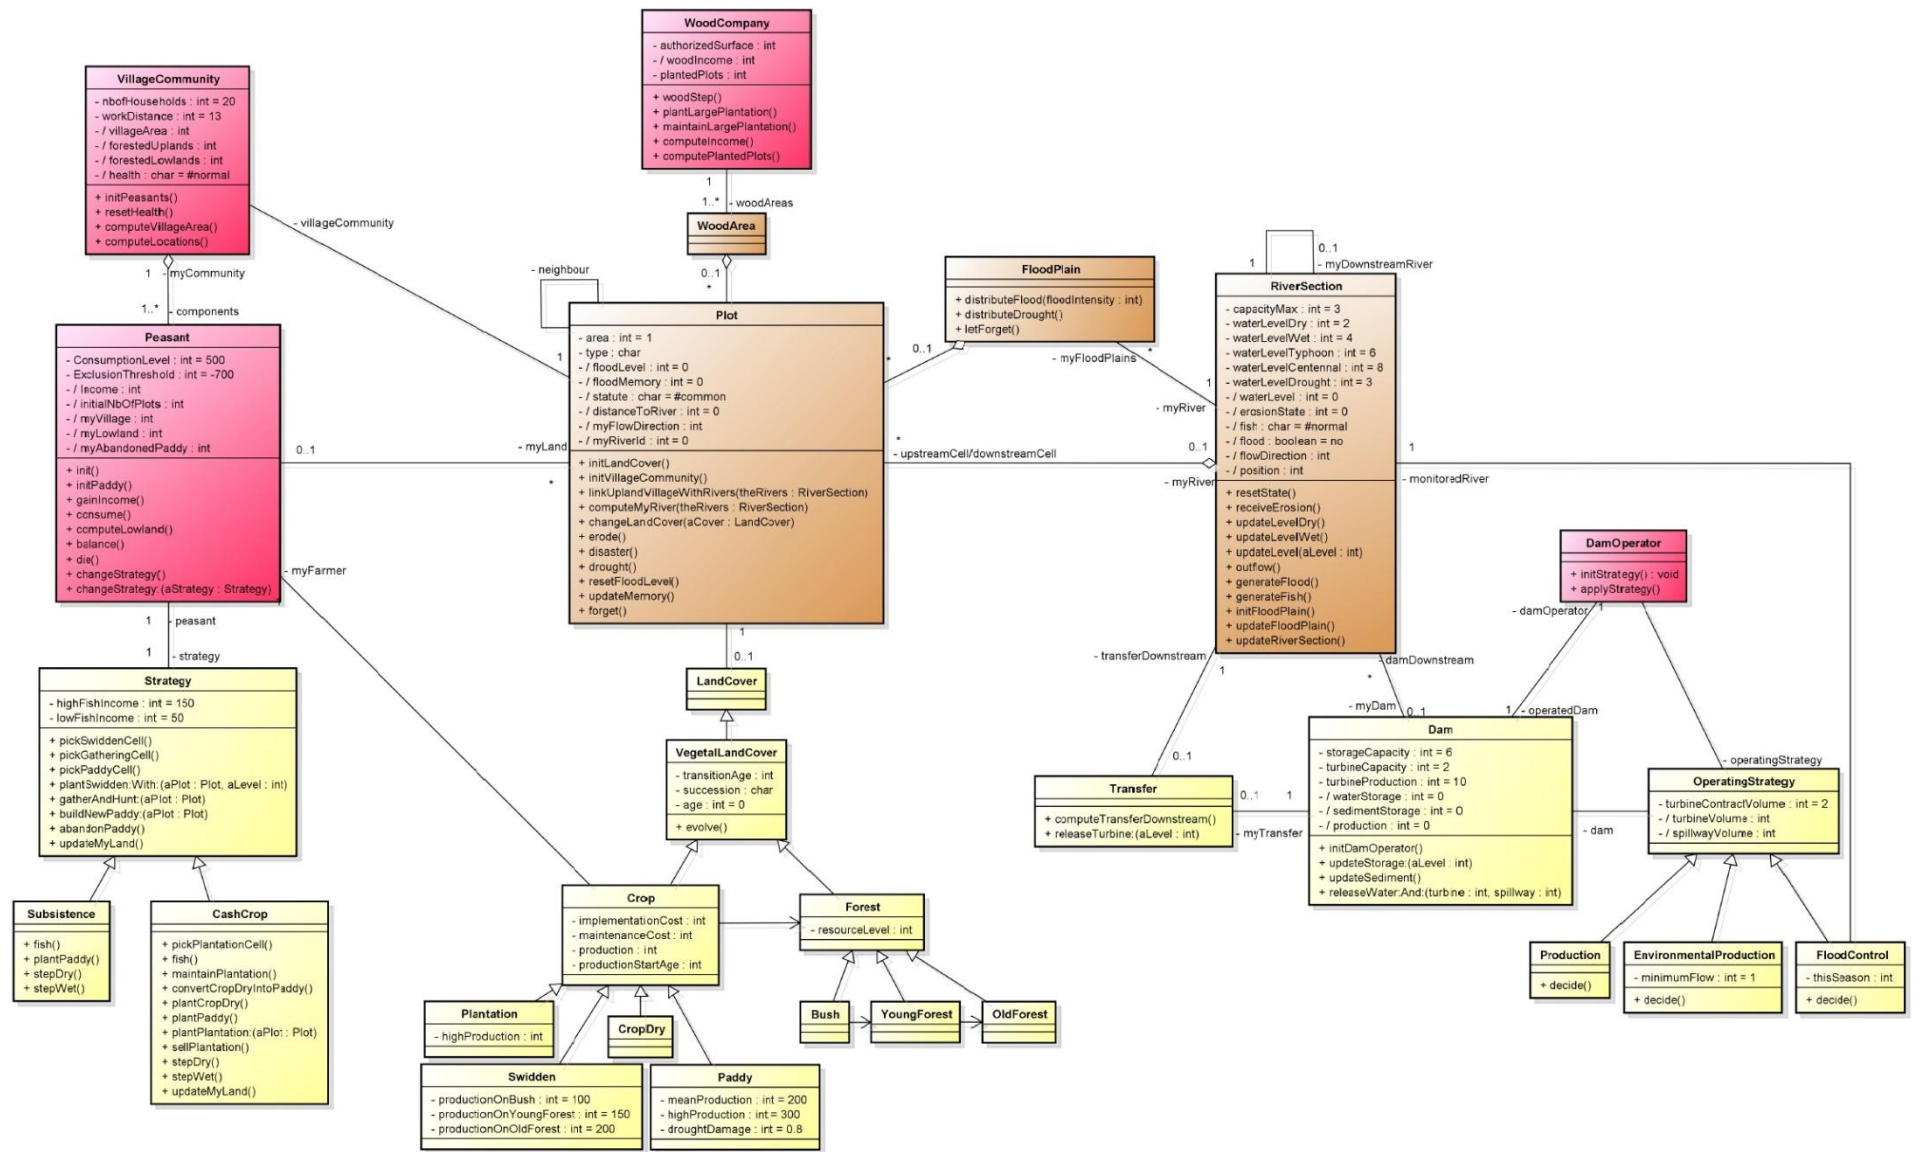 WoodCompany
- authorizedSurface : int
- / woodIncome : int
- plantedPlots : int
+ woodStep()
+ plantLargePlantation()
+ maintainLargePlantation()
+ computeIncome()
+ computePlantedPlots()
1
1..*
- woodAreas
WoodArea
0..1
*
VillageCommunity
- nbofHouseholds : int = 20
- workDistance : int = 13
- / villageArea : int
- / forestedUplands : int
- / forestedLowlands : int
- / health : char = #normal
+ initPeasants()
+ resetHealth()
+ computeVillageArea()
+ computeLocations()
- villageCommunity
1
1
- myCommunity
1..*
- components
Peasant
- ConsumptionLevel : int = 500
- ExclusionThreshold : int = -700
- / Income : int
- / initialNbOfPlots : int
- / myVillage : int
- / myLowland : int
- / myAbandonedPaddy : int
+ init()
+ initPaddy()
+ gainIncome()
+ consume()
+ computeLowland()
+ balance()
+ die()
+ changeStrategy()
+ changeStrategy:(aStrategy : Strategy)
0..1
- myLand
*
- myFarmer
1
- peasant
1
- strategy
Strategy
- highFishIncome : int = 150
- lowFishIncome : int = 50
+ pickSwiddenCell()
+ pickGatheringCell()
+ pickPaddyCell()
+ plantSwidden:With:(aPlot : Plot, aLevel : int)
+ gatherAndHunt:(aPlot : Plot)
+ buildNewPaddy:(aPlot : Plot)
+ abandonPaddy()
+ updateMyLand()
Subsistence
+ fish()
+ plantPaddy()
+ stepDry()
+ stepWet()
CashCrop
+ pickPlantationCell()
+ fish()
+ maintainPlantation()
+ convertCropDryIntoPaddy()
+ plantCropDry()
+ plantPaddy()
+ plantPlantation:(aPlot : Plot)
+ sellPlantation()
+ stepDry()
+ stepWet()
+ updateMyLand()
- neighbour
Plot
- area : int = 1
- type : char
- / floodLevel : int = 0
- / floodMemory : int = 0
- / statute : char = #common
- / distanceToRiver : int = 0
- / myFlowDirection : int
- / myRiverId : int = 0
+ initLandCover()
+ initVillageCommunity()
+ linkUplandVillageWithRivers(theRivers : RiverSection)
+ computeMyRiver(theRivers : RiverSection)
+ changeLandCover(aCover : LandCover)
+ erode()
+ disaster()
+ drought()
+ resetFloodLevel()
+ updateMemory()
+ forget()
1
0..1
LandCover
VegetalLandCover
- transitionAge : int
- succession : char
- age : int = 0
+ evolve()
Crop
- implementationCost : int
- maintenanceCost : int
- production : int
- productionStartAge : int
Forest
- resourceLevel : int
Plantation
- highProduction : int
CropDry
Bush
YoungForest
OldForest
Swidden
- productionOnBush : int = 100
- productionOnYoungForest : int = 150
- productionOnOldForest : int = 200
Paddy
- meanProduction : int = 200
- highProduction : int = 300
- droughtDamage : int = 0.8
FloodPlain
+ distributeFlood(floodIntensity : int)
+ distributeDrought()
+ letForget()
0..1
*
- myFloodPlains
*
1
- myRiver
*
- upstreamCell/downstreamCell
0..1
- myRiver
1
0..1
- myDownstreamRiver
RiverSection
- capacityMax : int = 3
- waterLevelDry : int = 2
- waterLevelWet : int = 4
- waterLevelTyphoon : int = 6
- waterLevelCentennal : int = 8
- waterLevelDrought : int = 3
- / waterLevel : int = 0
- / erosionState : int = 0
- / fish : char = #normal
- / flood : boolean = no
- / flowDirection : int
- / position : int
+ resetState()
+ receiveErosion()
+ updateLevelDry()
+ updateLevelWet()
+ updateLevel(aLevel : int)
+ outflow()
+ generateFlood()
+ generateFish()
+ initFloodPlain()
+ updateFloodPlain()
+ updateRiverSection()
1
- monitoredRiver
- transferDownstream
1
- damDownstream
*
- myDam
0..1
0..1
DamOperator
+ initStrategy() : void
+ applyStrategy()
- damOperator
1
1
- operatedDam
- operatingStrategy
Transfer
+ computeTransferDownstream()
+ releaseTurbine:(aLevel : int)
0..1
1
- myTransfer
Dam
- storageCapacity : int = 6
- turbineCapacity : int = 2
- turbineProduction : int = 10
- / waterStorage : int = 0
- / sedimentStorage : int = 0
- / production : int = 0
+ initDamOperator()
+ updateStorage:(aLevel : int)
+ updateSediment()
+ releaseWater:And:(turbine : int, spillway : int)
- dam
OperatingStrategy
- turbineContractVolume : int = 2
- / turbineVolume : int
- / spillwayVolume : int
Production
+ decide()
EnvironmentalProduction
- minimumFlow : int = 1
+ decide()
FloodControl
- thisSeason : int
+ decide()